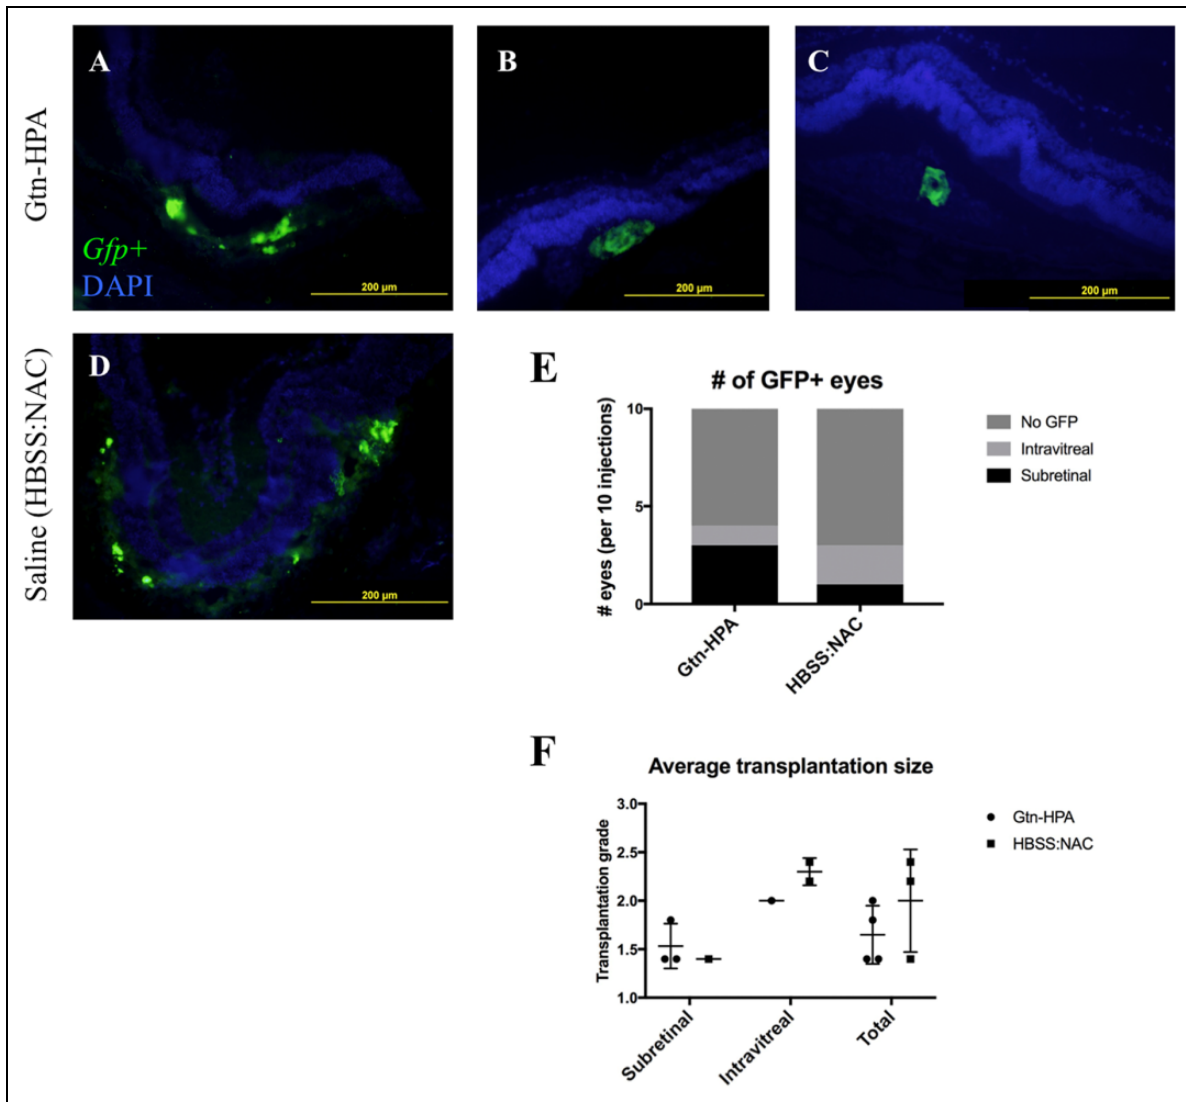 Gtn-HPA
A
Gfp+
DAPI
200 µm
B
200 µm
C
200 µm
Saline (HBSS:NAC)
D
200 µm
E
# of GFP+ eyes
# eyes (per 10 injections)
10
5
0
Gtn-HPA
HBSS:NAC
No GFP
Intravitreal
Subretinal
F
Average transplantation size
Transplantation grade
3.0
2.5
2.0
1.5
1.0
Subretinal
Intravitreal
Total
Gtn-HPA
HBSS:NAC